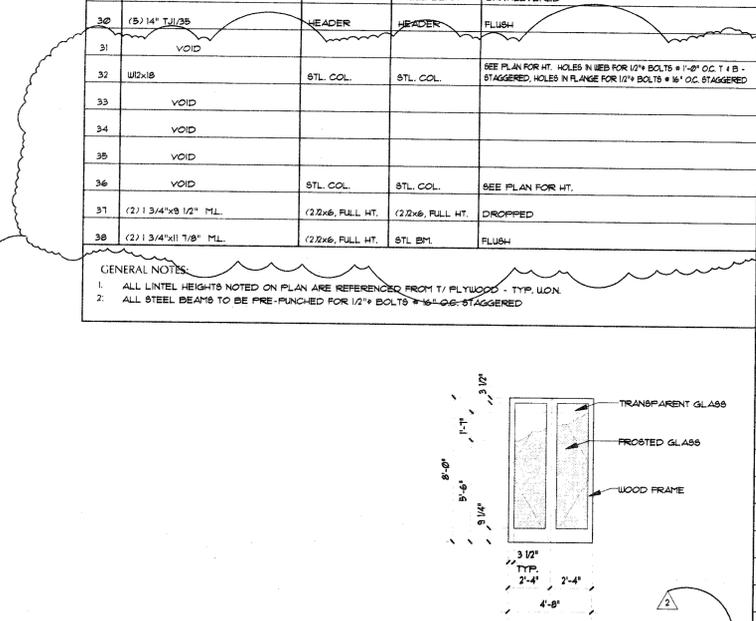 30 (5) 14" TJI/35 HEADER HEADER FLUSH
31 VOID
32 W12x18 STL. COL. STL. COL. SEE PLAN FOR HT. HOLES IN WEB FOR 1/2"ϕ BOLTS @ 1'-0" O.C. T & B -
STAGGERED, HOLES IN FLANGE FOR 1/2"ϕ BOLTS @ 16" O.C. STAGGERED
33 VOID
34 VOID
35 VOID
36 VOID STL. COL. STL. COL. SEE PLAN FOR HT.
37 (2) 1 3/4"x9 1/2" M.L. (2)2x6, FULL HT. (2)2x6, FULL HT. DROPPED
38 (2) 1 3/4"x11 7/8" M.L. (2)2x6, FULL HT. STL BM. FLUSH
GENERAL NOTES:
1. ALL LINTEL HEIGHTS NOTED ON PLAN ARE REFERENCED FROM T/ PLYWOOD - TYP. U.O.N.
2: ALL STEEL BEAMS TO BE PRE-PUNCHED FOR 1/2"ϕ BOLTS @ 16" O.C. STAGGERED
3 1/2"
1'-7"
8'-0"
5'-6"
9 1/4"
TRANSPARENT GLASS
FROSTED GLASS
WOOD FRAME
3 1/2"
TYP.
2'-4" 2'-4"
4'-8"
2